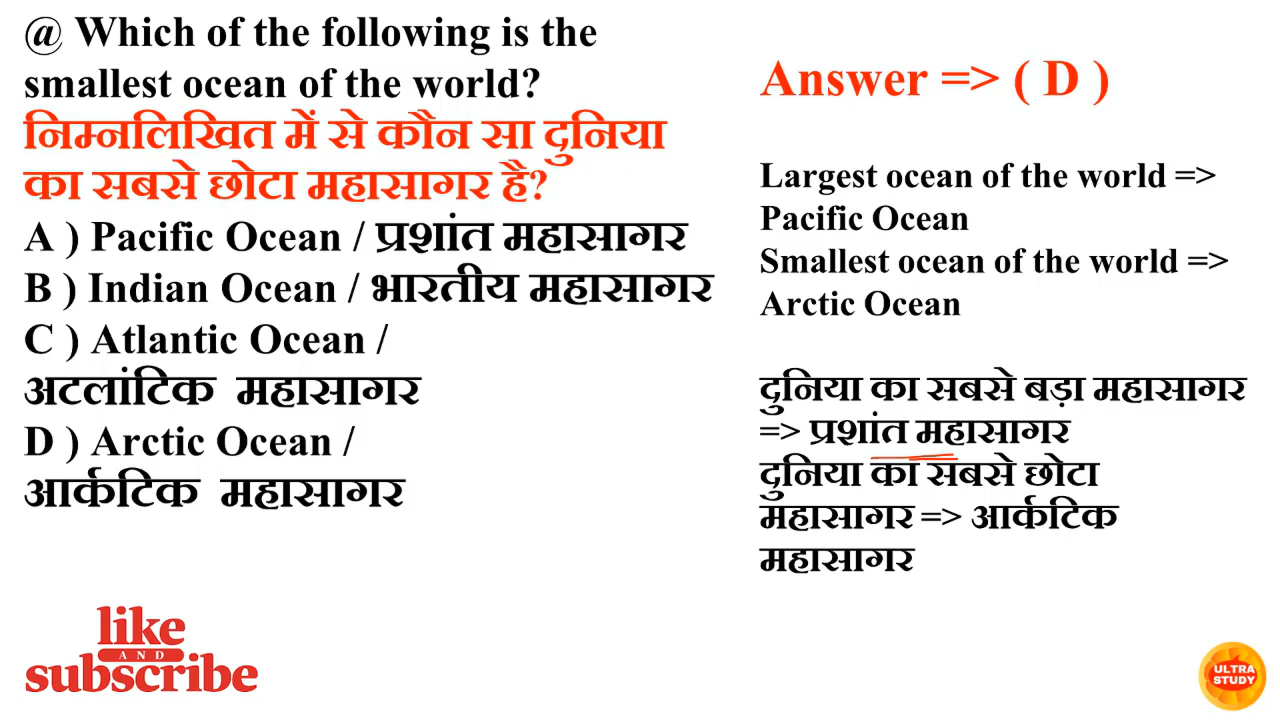 @ Which of the following is the
smallest ocean of the world?
निम्नलिखित में से कौन सा दुनिया
का सबसे छोटा महासागर है?
A ) Pacific Ocean / प्रशांत महासागर
B ) Indian Ocean / भारतीय महासागर
C ) Atlantic Ocean /
अटलांटिक महासागर
D ) Arctic Ocean /
आर्कटिक महासागर
Answer => ( D )
Largest ocean of the world =>
Pacific Ocean
Smallest ocean of the world =>
Arctic Ocean
दुनिया का सबसे बड़ा महासागर
=> प्रशांत महासागर
दुनिया का सबसे छोटा
महासागर => आर्कटिक
महासागर
like
AND
subscribe
ULTRA
STUDY